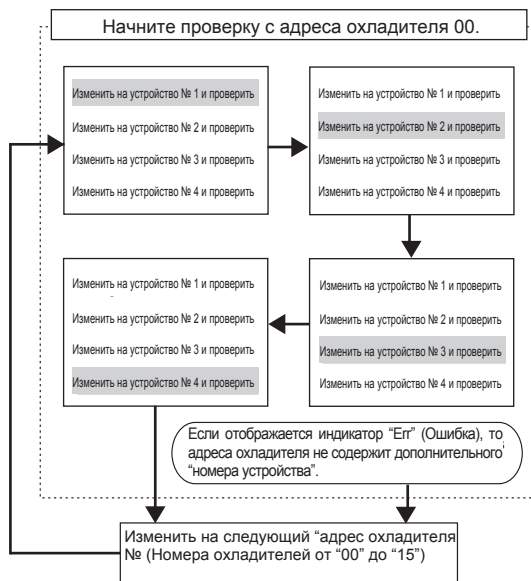 Начните проверку с адреса охладителя 00.
Изменить на устройство № 1 и проверить
Изменить на устройство № 2 и проверить
Изменить на устройство № 3 и проверить
Изменить на устройство № 4 и проверить
Изменить на устройство № 1 и проверить
Изменить на устройство № 2 и проверить
Изменить на устройство № 3 и проверить
Изменить на устройство № 4 и проверить
Изменить на устройство № 1 и проверить
Изменить на устройство № 2 и проверить
Изменить на устройство № 3 и проверить
Изменить на устройство № 4 и проверить
Изменить на устройство № 1 и проверить
Изменить на устройство № 2 и проверить
Изменить на устройство № 3 и проверить
Изменить на устройство № 4 и проверить
Если отображается индикатор “Err” (Ошибка), то
адреса охладителя не содержит дополнительного
“номера устройства”.
Изменить на следующий “адрес охладителя
№ (Номера охладителей от “00” до “15”)